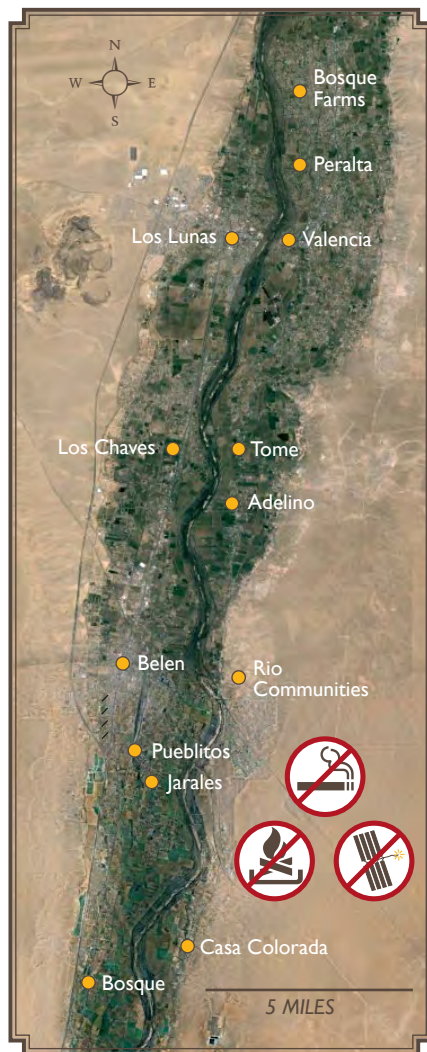 N
W E
S
Bosque
Farms
Peralta
Los Lunas
Valencia
Los Chaves
Tome
Adelino
Belen
Rio
Communities
Pueblitos
Jarales
Casa Colorada
Bosque
5 MILES